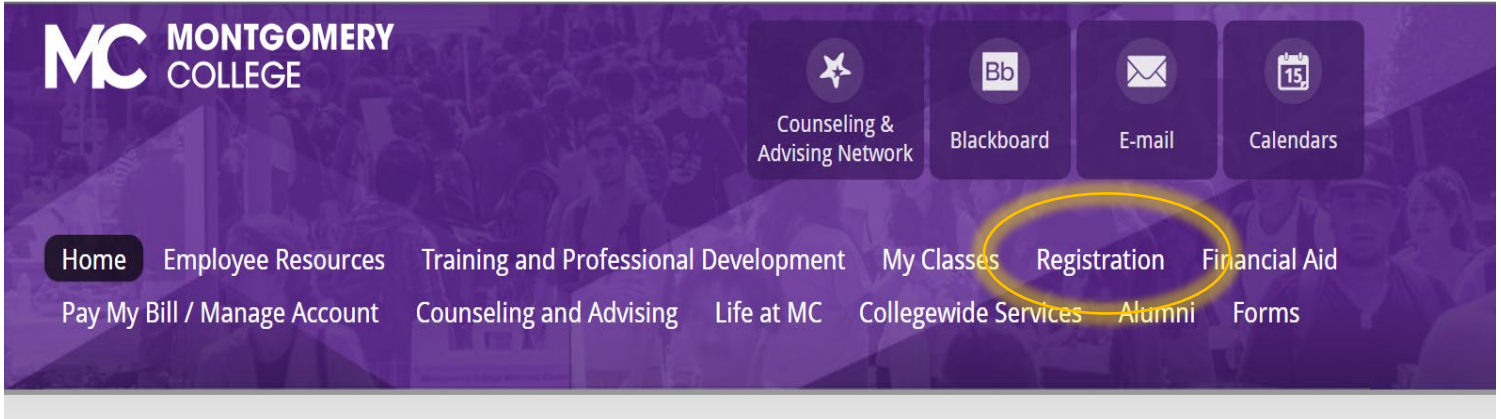 MC MONTGOMERY
COLLEGE
Counseling &
Advising Network
Bb
Blackboard
E-mail
15
Calendars
Home Employee Resources Training and Professional Development My Classes Registration Financial Aid
Pay My Bill / Manage Account Counseling and Advising Life at MC Collegewide Services Alumni Forms